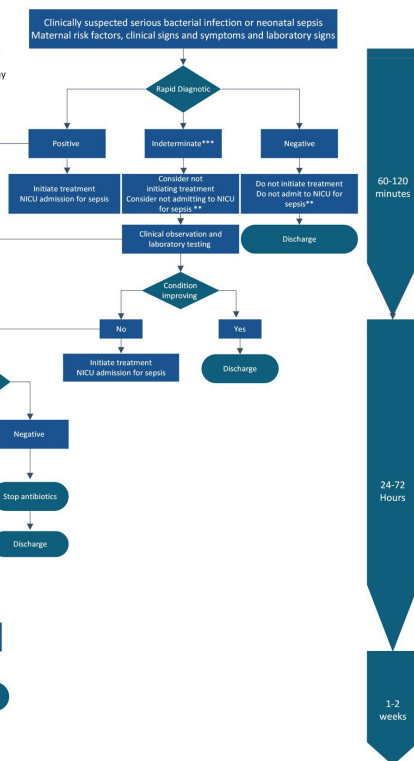 Clinically suspected serious bacterial infection or neonatal sepsis
Maternal risk factors, clinical signs and symptoms and laboratory signs
Rapid Diagnostic
Positive
Indeterminate***
Negative
Initiate treatment
NICU admission for sepsis
Consider not
initiating treatment
Consider not admitting to NICU
for sepsis **
Do not initiate treatment
Do not admit to NICU for
sepsis**
60-120
minutes
Clinical observation and
laboratory testing
Discharge
Condition
improving
No
Yes
Initiate treatment
NICU admission for sepsis
Discharge
Negative
Stop antibiotics
Discharge
24-72
Hours
1-2
weeks